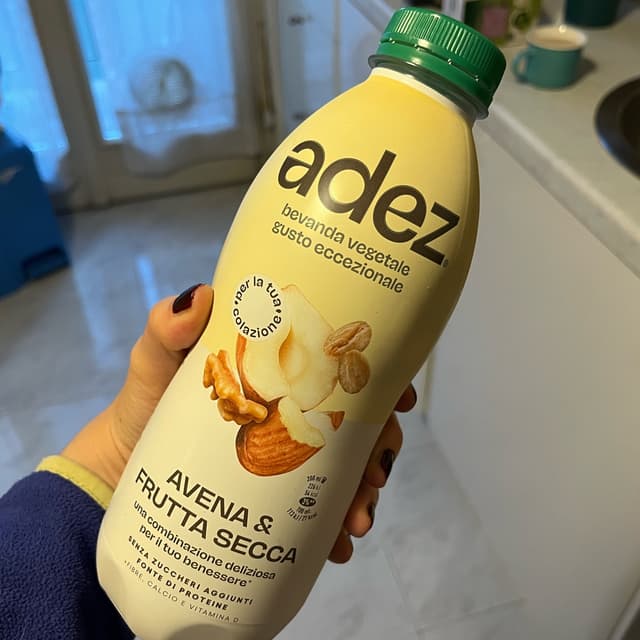 adez
bevanda vegetale
gusto eccezionale
per la tua
colazione
AVENA &
FRUTTA SECCA
una combinazione deliziosa
per il tuo benessere*
SENZA ZUCCHERI AGGIUNTI
FONTE DI PROTEINE
*FIBRE, CALCIO E VITAMINA D